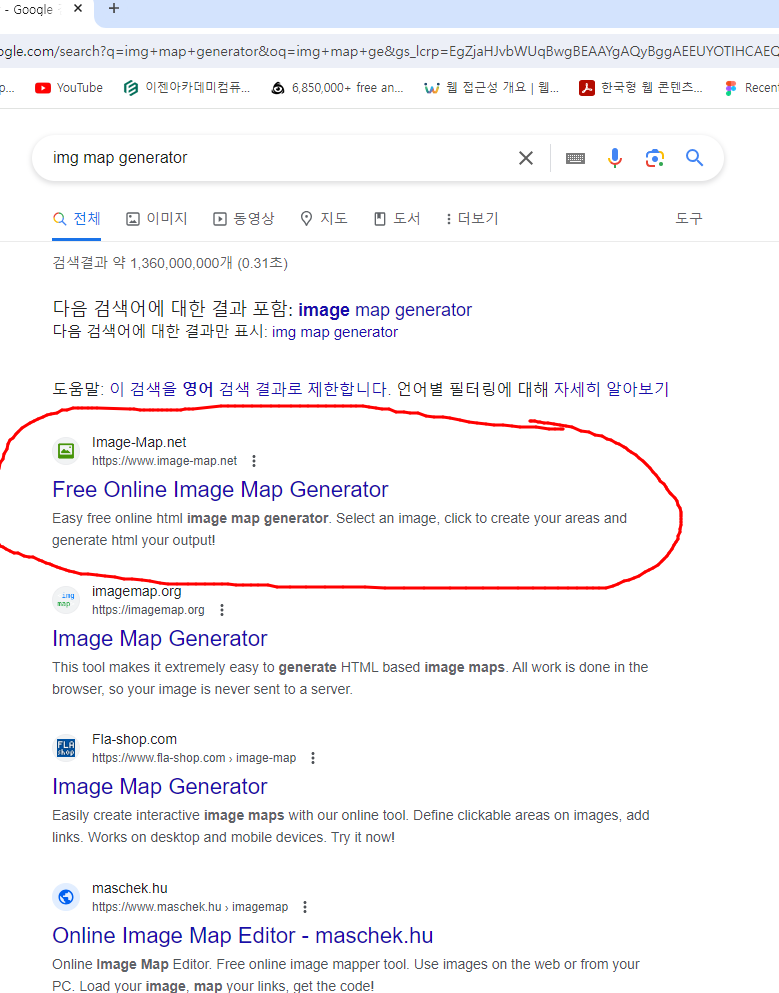 - Google
ogle.com/search?q=img+map+generator&oq=img+map+ge&gs_lcrp=EgZjaHJvbWUqBwgBEAAYgAQyBggAEEUYOTIHCAEQ
p... YouTube 이젠아카데미컴퓨... 6,850,000+ free an... 웹 접근성 개요 | 웹... 한국형 웹 콘텐츠... Recen
img map generator
전체 이미지 동영상 지도 도서 더보기 도구
검색결과 약 1,360,000,000개 (0.31초)
다음 검색어에 대한 결과 포함: image map generator
다음 검색어에 대한 결과만 표시: img map generator
도움말: 이 검색을 영어 검색 결과로 제한합니다. 언어별 필터링에 대해 자세히 알아보기
Image-Map.net
https://www.image-map.net
Free Online Image Map Generator
Easy free online html image map generator. Select an image, click to create your areas and
generate html your output!
img
map
imagemap.org
https://imagemap.org
Image Map Generator
This tool makes it extremely easy to generate HTML based image maps. All work is done in the
browser, so your image is never sent to a server.
FLA
shop
Fla-shop.com
https://www.fla-shop.com › image-map
Image Map Generator
Easily create interactive image maps with our online tool. Define clickable areas on images, add
links. Works on desktop and mobile devices. Try it now!
maschek.hu
https://www.maschek.hu › imagemap
Online Image Map Editor - maschek.hu
Online Image Map Editor. Free online image mapper tool. Use images on the web or from your
PC. Load your image, map your links, get the code!